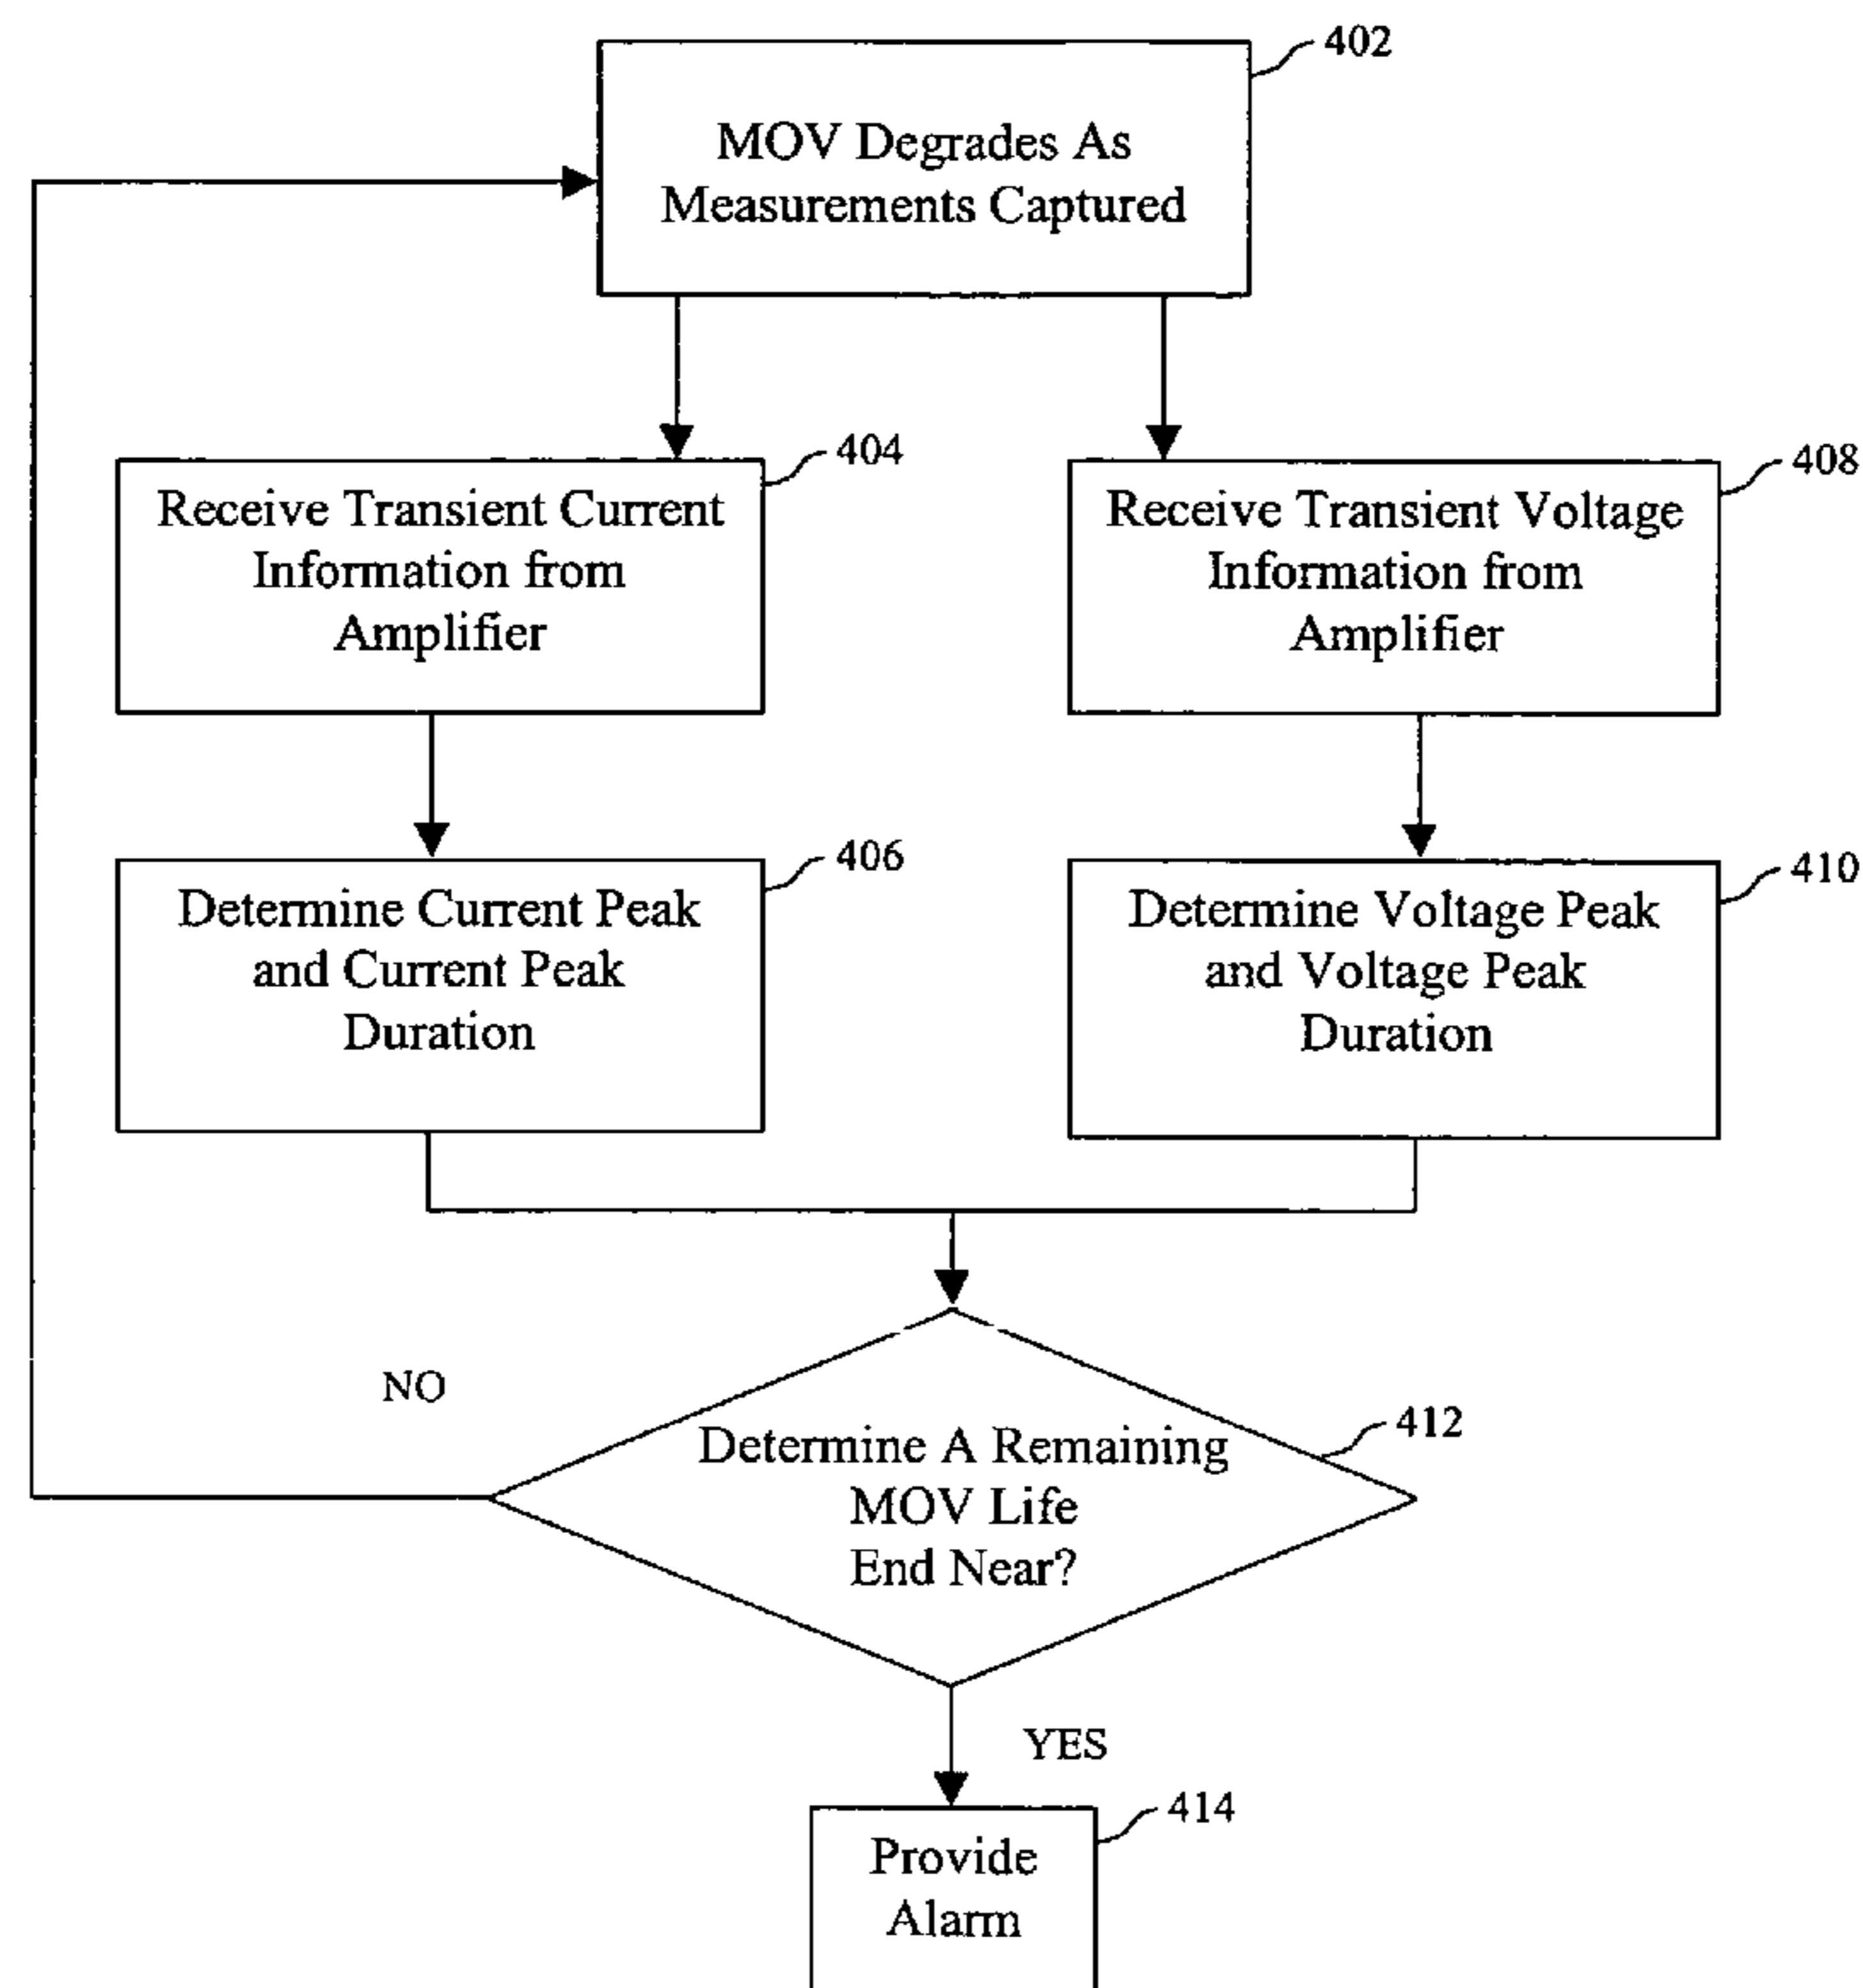 402
MOV Degrades As
Measurements Captured
404
Receive Transient Current
Information from
Amplifier
408
Receive Transient Voltage
Information from
Amplifier
406
Determine Current Peak
and Current Peak
Duration
410
Determine Voltage Peak
and Voltage Peak
Duration
NO
412
Determine A Remaining
MOV Life
End Near?
YES
414
Provide
Alarm